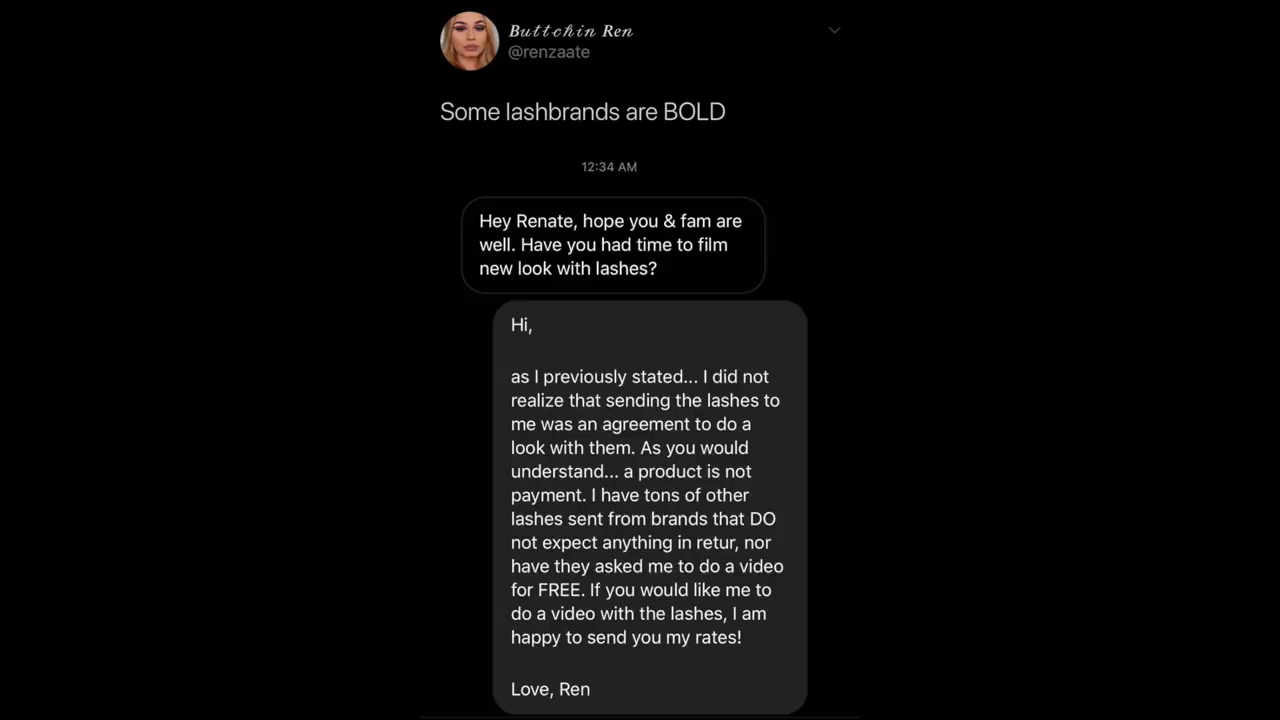 Buttchin Ren
@renzaate
Some lashbrands are BOLD
12:34 AM
Hey Renate, hope you & fam are
well. Have you had time to film
new look with lashes?
Hi,
as I previously stated... I did not
realize that sending the lashes to
me was an agreement to do a
look with them. As you would
understand... a product is not
payment. I have tons of other
lashes sent from brands that DO
not expect anything in retur, nor
have they asked me to do a video
for FREE. If you would like me to
do a video with the lashes, I am
happy to send you my rates!
Love, Ren